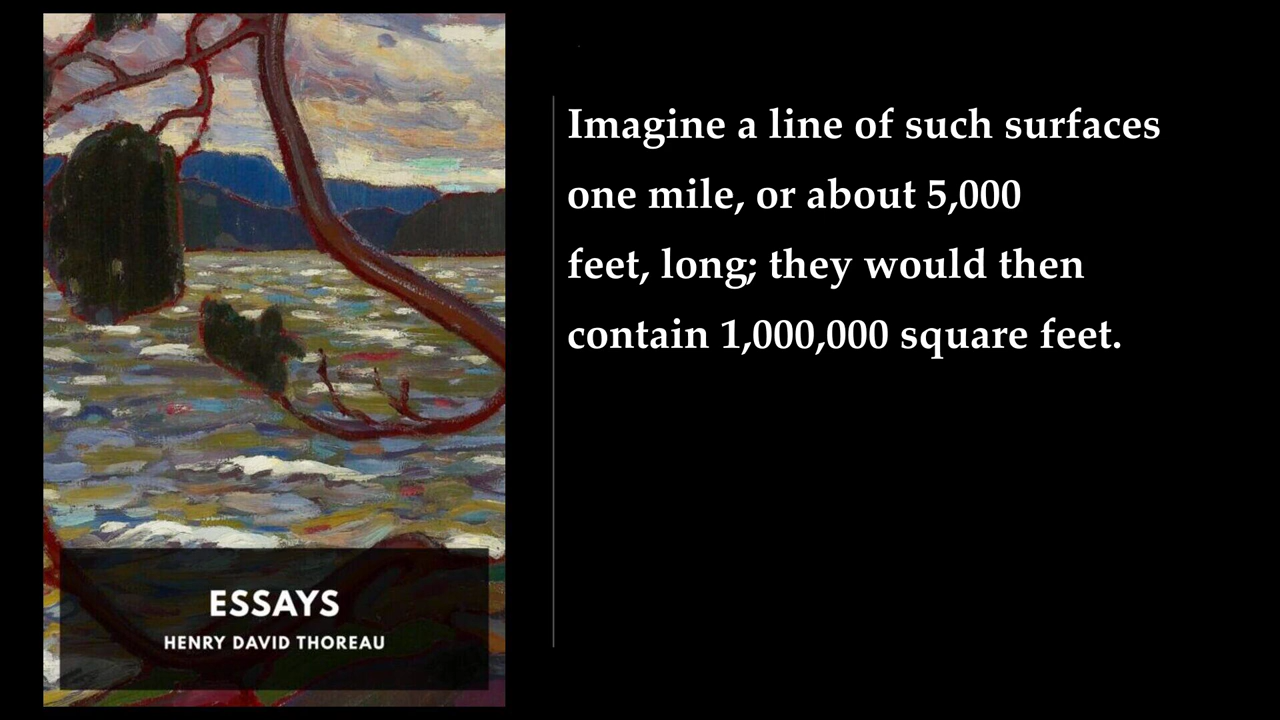 Imagine a line of such surfaces
one mile, or about 5,000
feet, long; they would then
contain 1,000,000 square feet.
ESSAYS
HENRY DAVID THOREAU